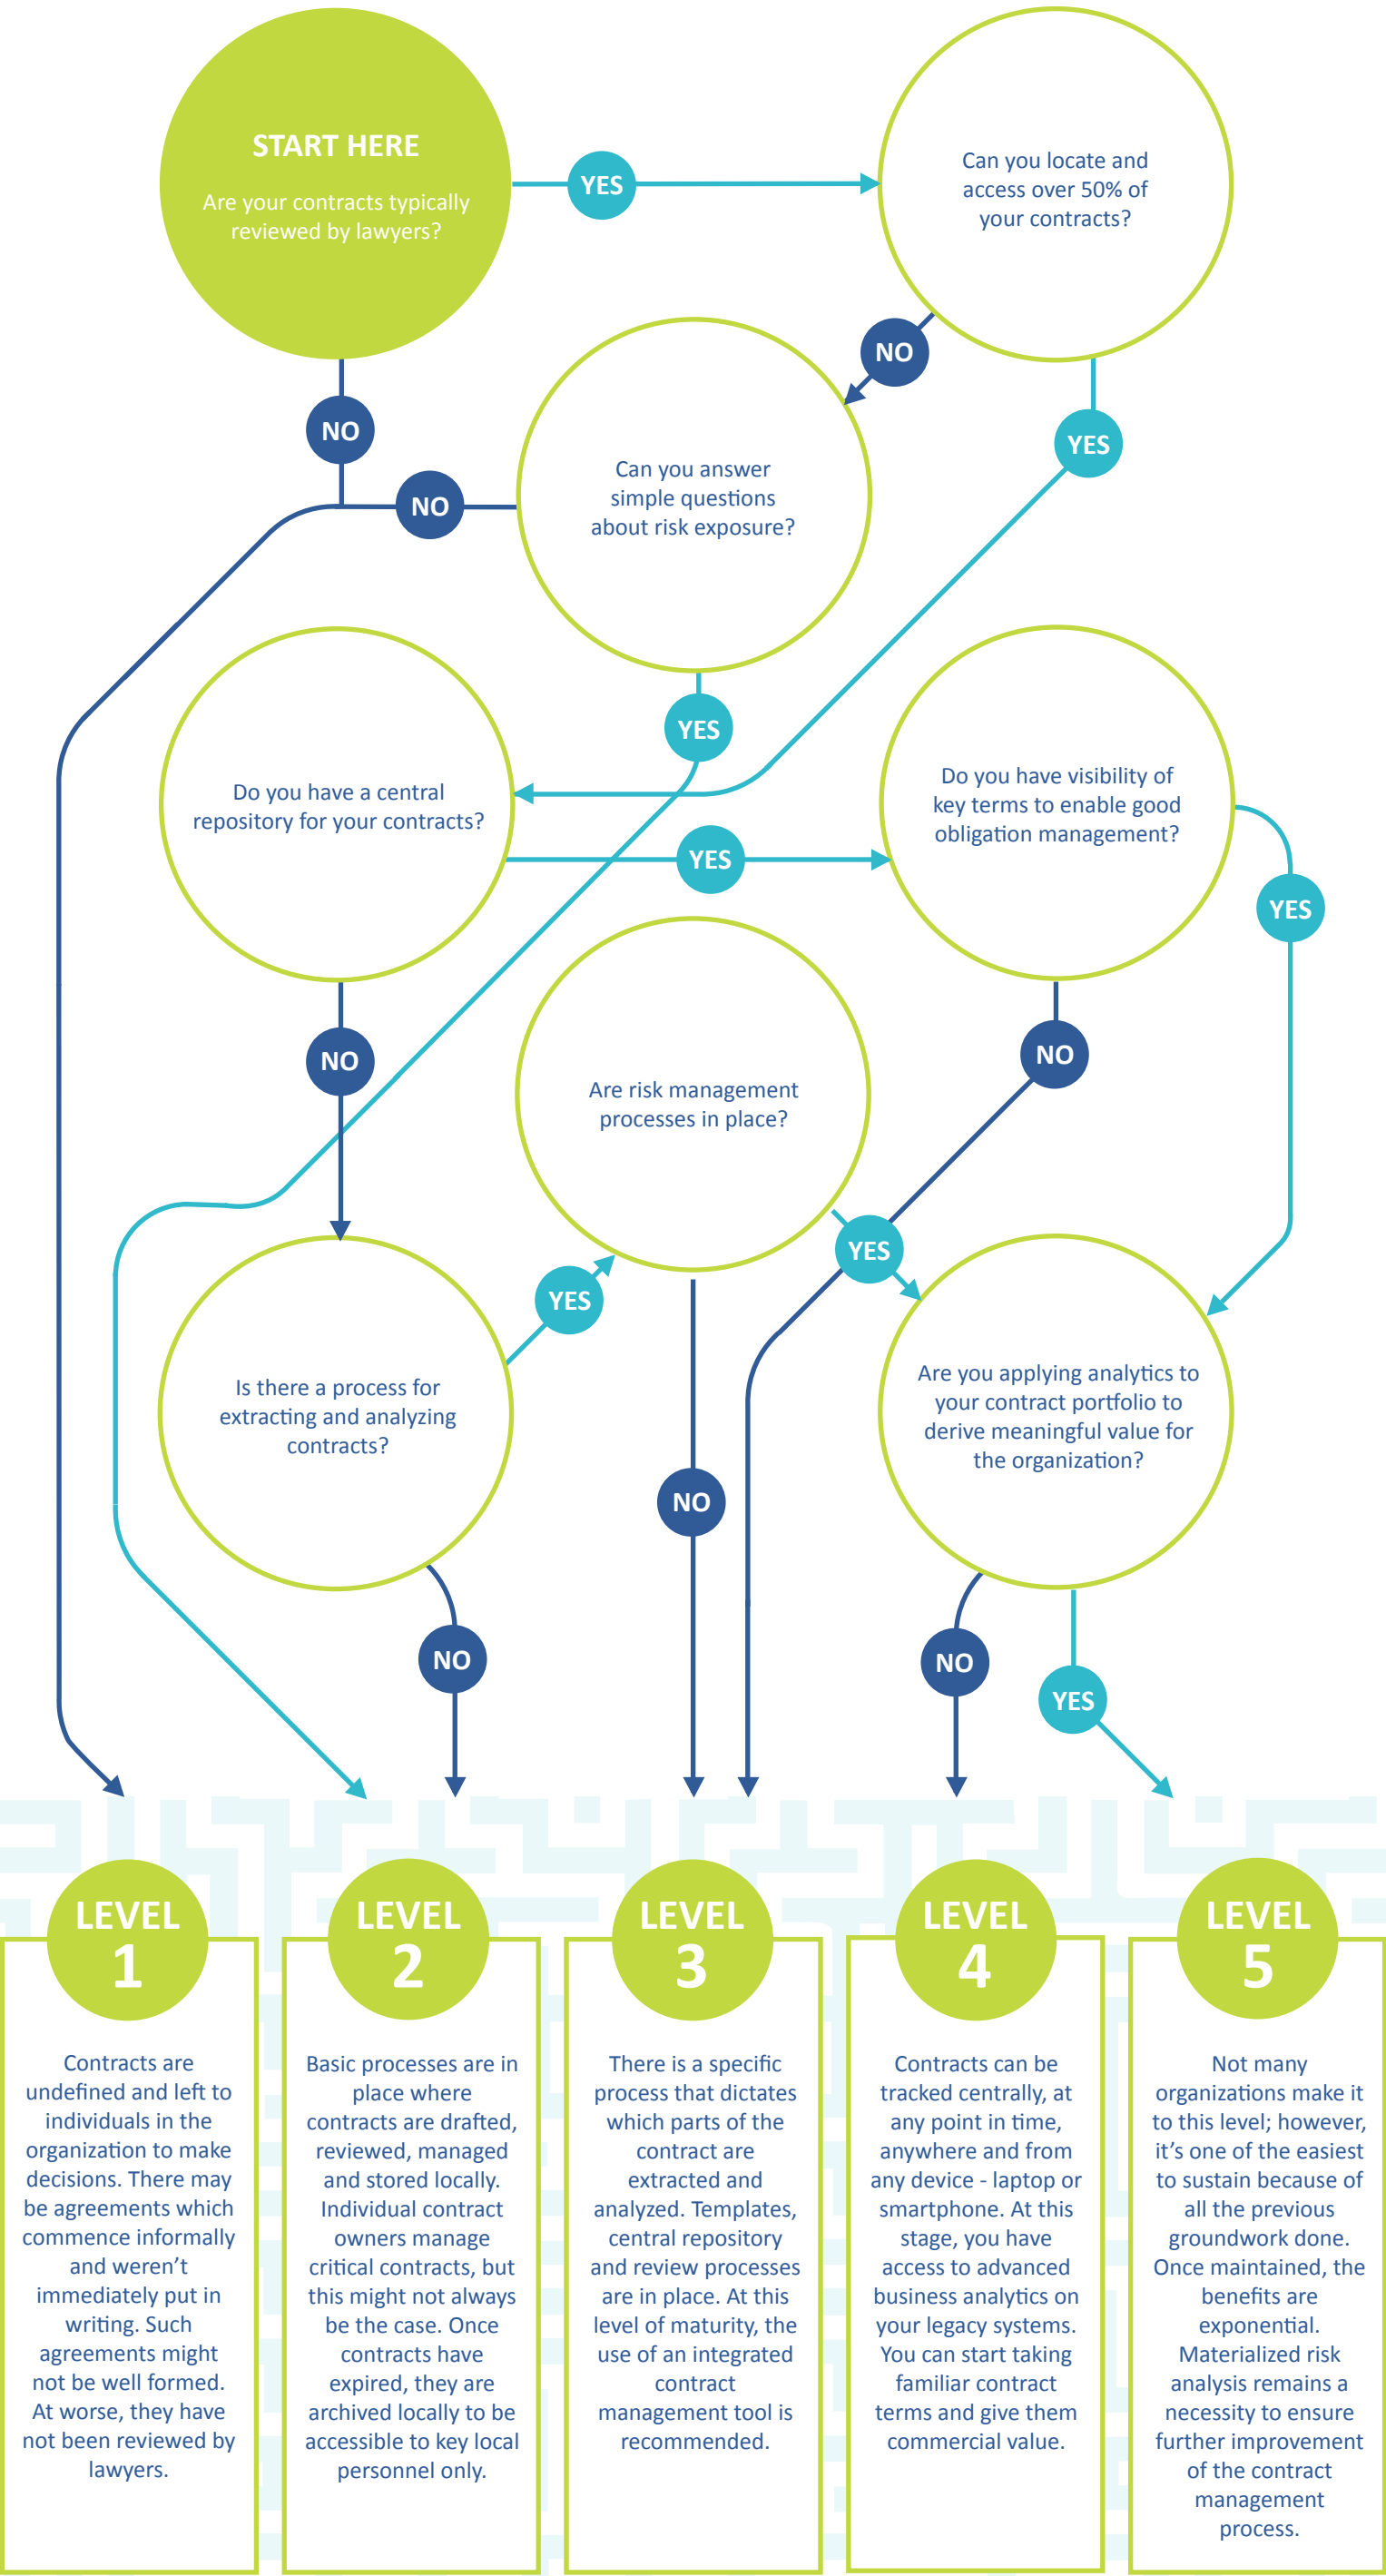 START HERE
Are your contracts typically
reviewed by lawyers?
YES
Can you locate and
access over 50% of
your contracts?
NO
NO
YES
NO
Can you answer
simple questions
about risk exposure?
YES
Do you have a central
repository for your contracts?
YES
Do you have visibility of
key terms to enable good
obligation management?
YES
NO
Are risk management
processes in place?
NO
YES
YES
Is there a process for
extracting and analyzing
contracts?
Are you applying analytics to
your contract portfolio to
derive meaningful value for
the organization?
NO
NO
NO
YES
LEVEL
1
Contracts are
undefined and left to
individuals in the
organization to make
decisions. There may
be agreements which
commence informally
and weren’t
immediately put in
writing. Such
agreements might
not be well formed.
At worse, they have
not been reviewed by
lawyers.
LEVEL
2
Basic processes are in
place where
contracts are drafted,
reviewed, managed
and stored locally.
Individual contract
owners manage
critical contracts, but
this might not always
be the case. Once
contracts have
expired, they are
archived locally to be
accessible to key local
personnel only.
LEVEL
3
There is a specific
process that dictates
which parts of the
contract are
extracted and
analyzed. Templates,
central repository
and review processes
are in place. At this
level of maturity, the
use of an integrated
contract
management tool is
recommended.
LEVEL
4
Contracts can be
tracked centrally, at
any point in time,
anywhere and from
any device - laptop or
smartphone. At this
stage, you have
access to advanced
business analytics on
your legacy systems.
You can start taking
familiar contract
terms and give them
commercial value.
LEVEL
5
Not many
organizations make it
to this level; however,
it’s one of the easiest
to sustain because of
all the previous
groundwork done.
Once maintained, the
benefits are
exponential.
Materialized risk
analysis remains a
necessity to ensure
further improvement
of the contract
management
process.